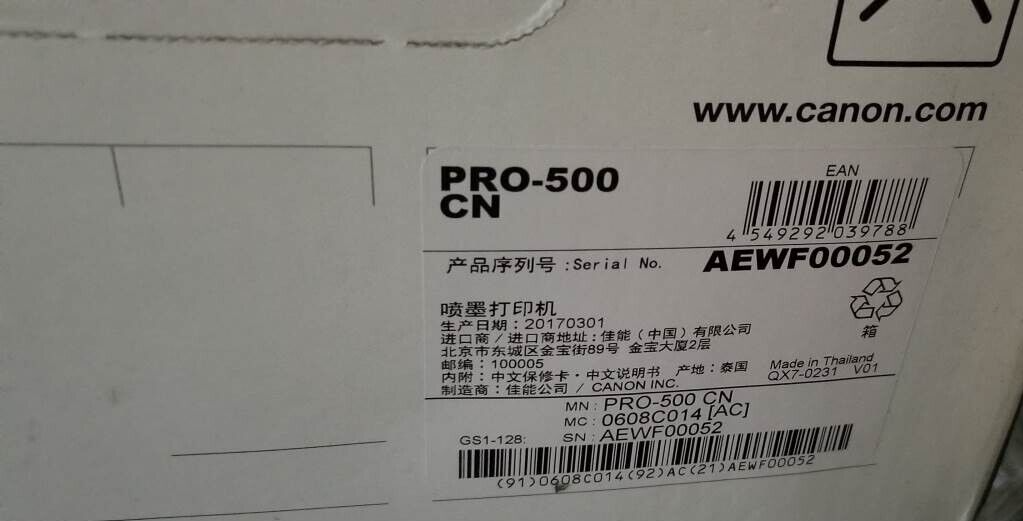 www.canon.com
PRO-500
CN
EAN
4 549292 039788
产品序列号 :Serial No. AEWF00052
喷墨打印机
生产日期：20170301
进口商 / 进口商地址：佳能（中国）有限公司
北京市东城区金宝街89号 金宝大厦2层
邮编：100005
内附：中文保修卡・中文说明书 产地：泰国
制造商：佳能公司 / CANON INC.
箱
Made in Thailand
QX7-0231 V01
MN : PRO-500 CN
MC : 0608C014 [AC]
SN : AEWF00052
GS1-128:
(91)0608C014(92)AC(21)AEWF00052